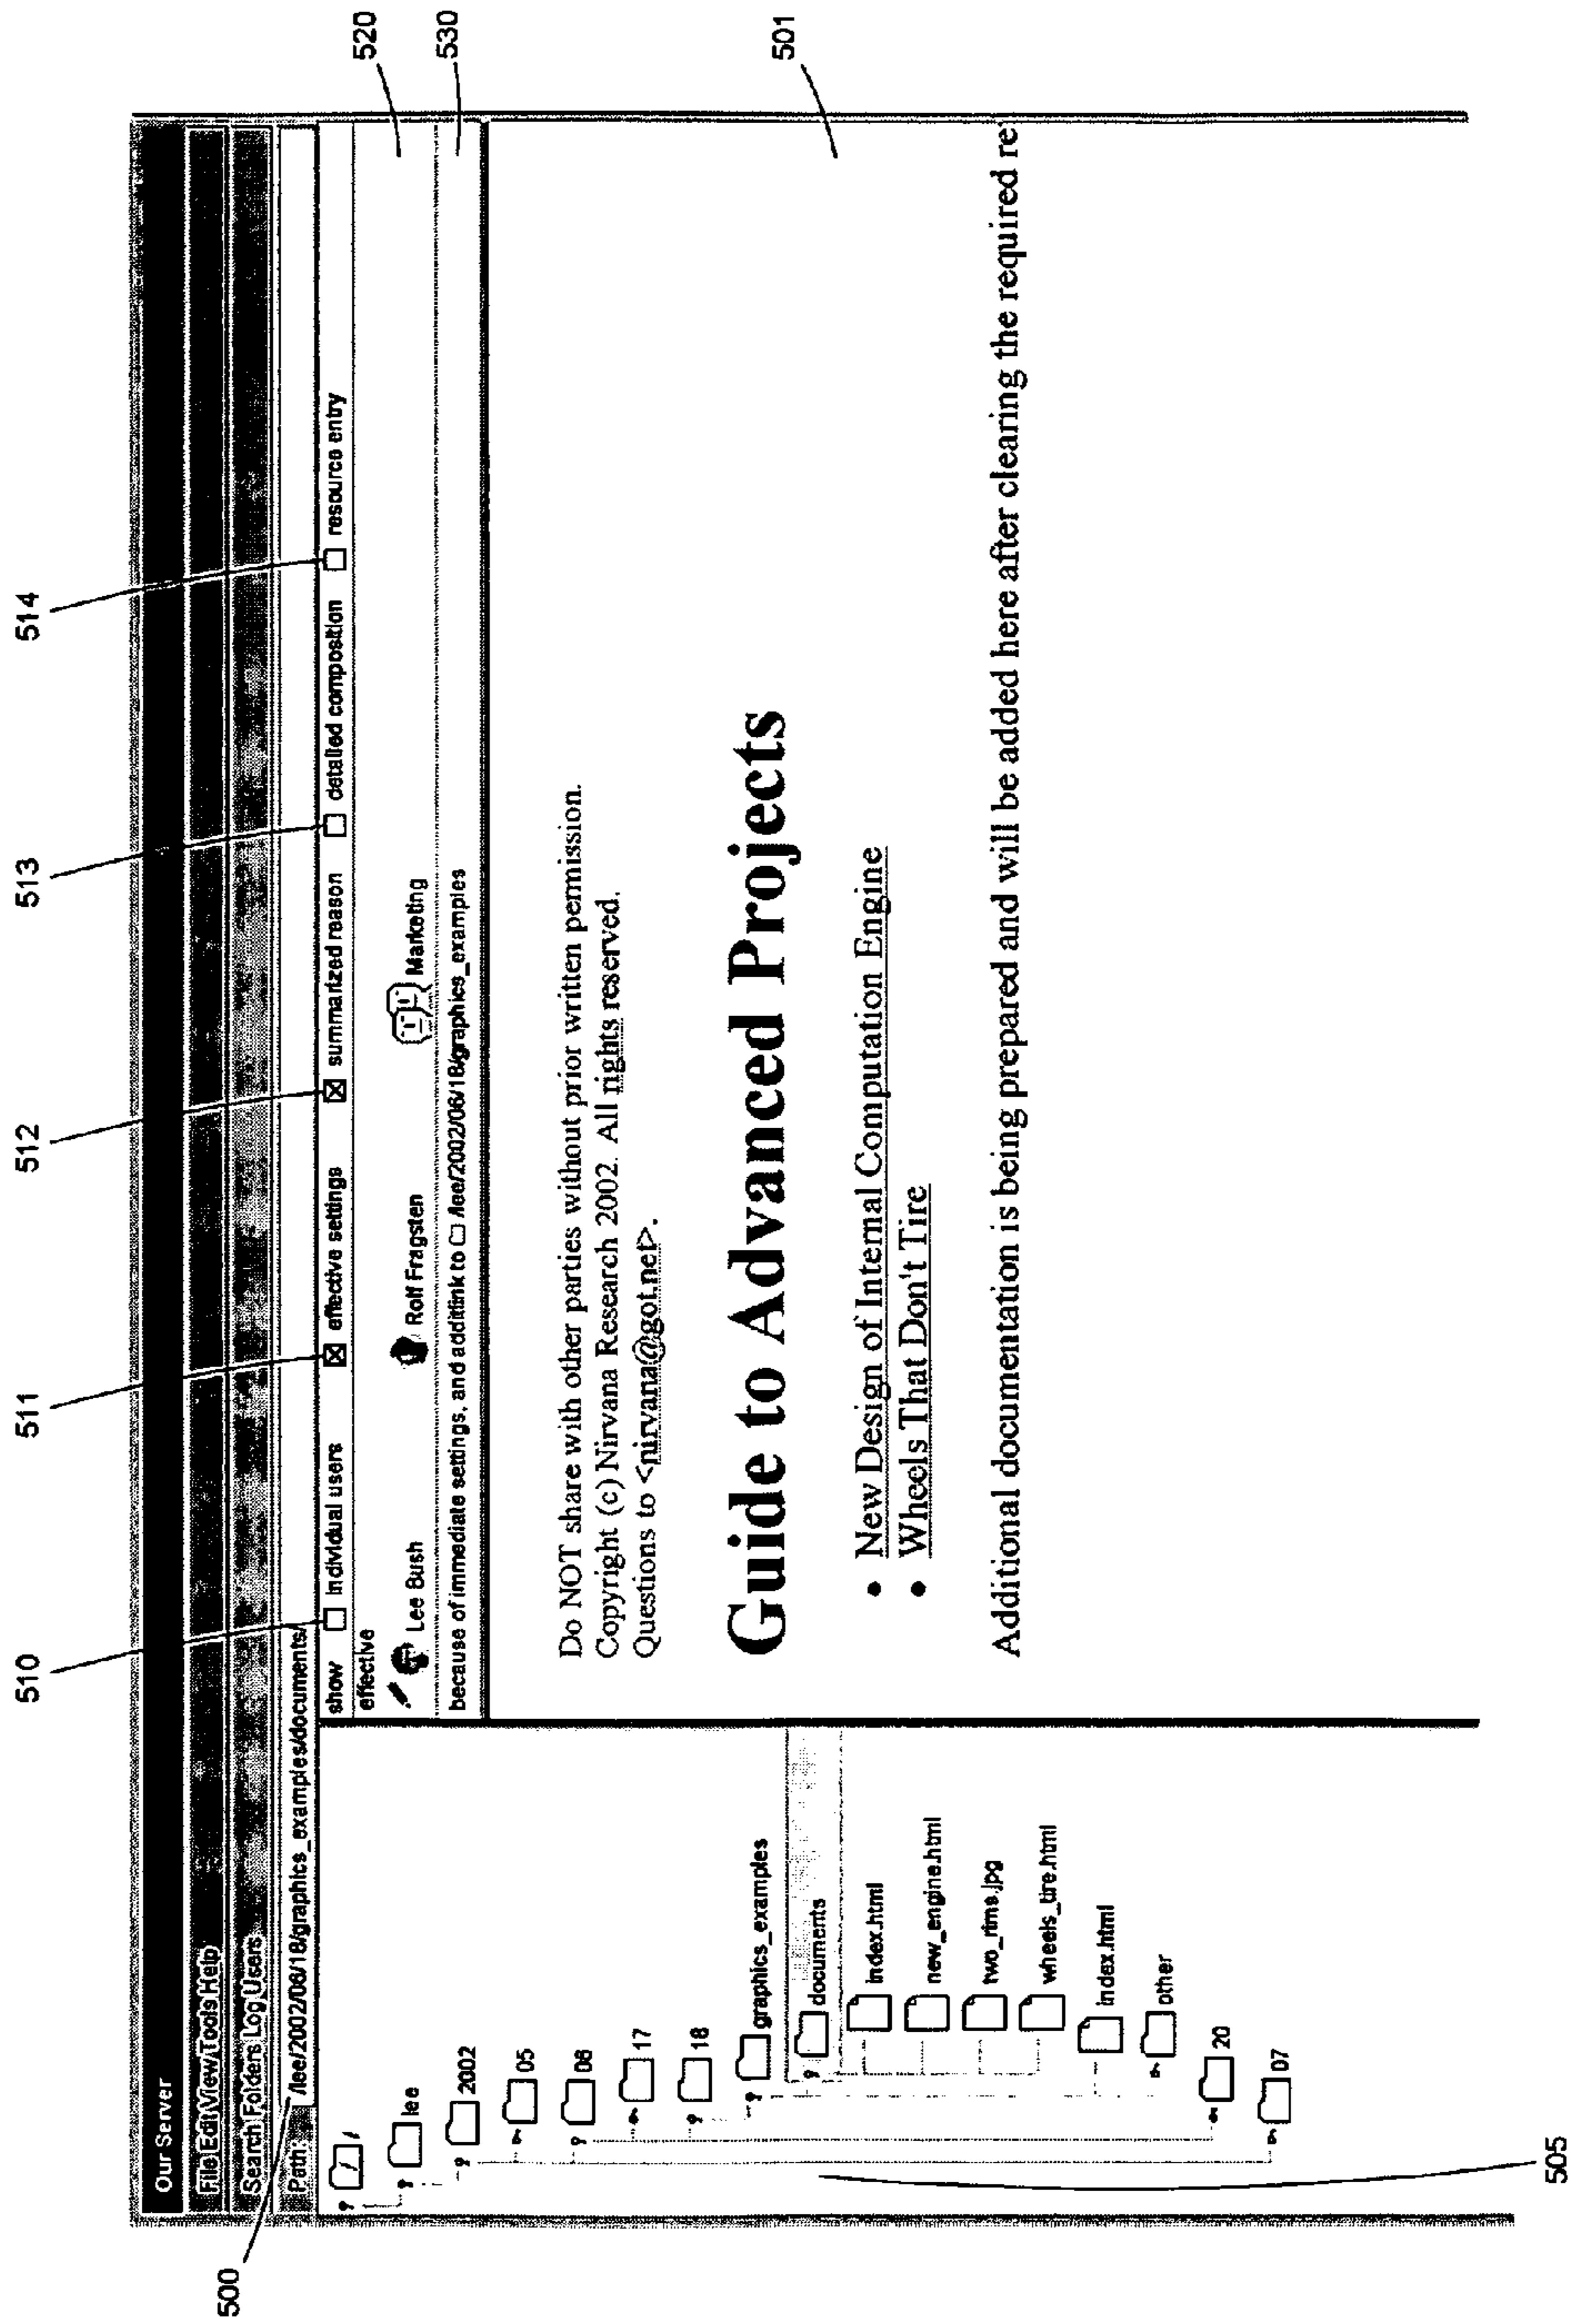 510 511 512 513 514
Our Server
File Edit View Tools Help
Search Folders Log Users
500
Path: /lee/2002/06/18/graphics_examples/documents/
show individual users effective settings summarized reason detailed composition resource entry
effective
Lee Bush Rolf Fragsten Marketing
520
because of immediate settings, and additlink to /lee/2002/06/18/graphics_examples
530
/
lee
2002
05
06
17
18
graphics_examples
documents
index.html
new_engine.html
two_rims.jpg
wheels_tire.html
index.html
other
20
07
505
Do NOT share with other parties without prior written permission.
Copyright (c) Nirvana Research 2002. All rights reserved.
Questions to <nirvana@got.net>.
Guide to Advanced Projects
501
• New Design of Internal Computation Engine
• Wheels That Don't Tire
Additional documentation is being prepared and will be added here after clearing the required re